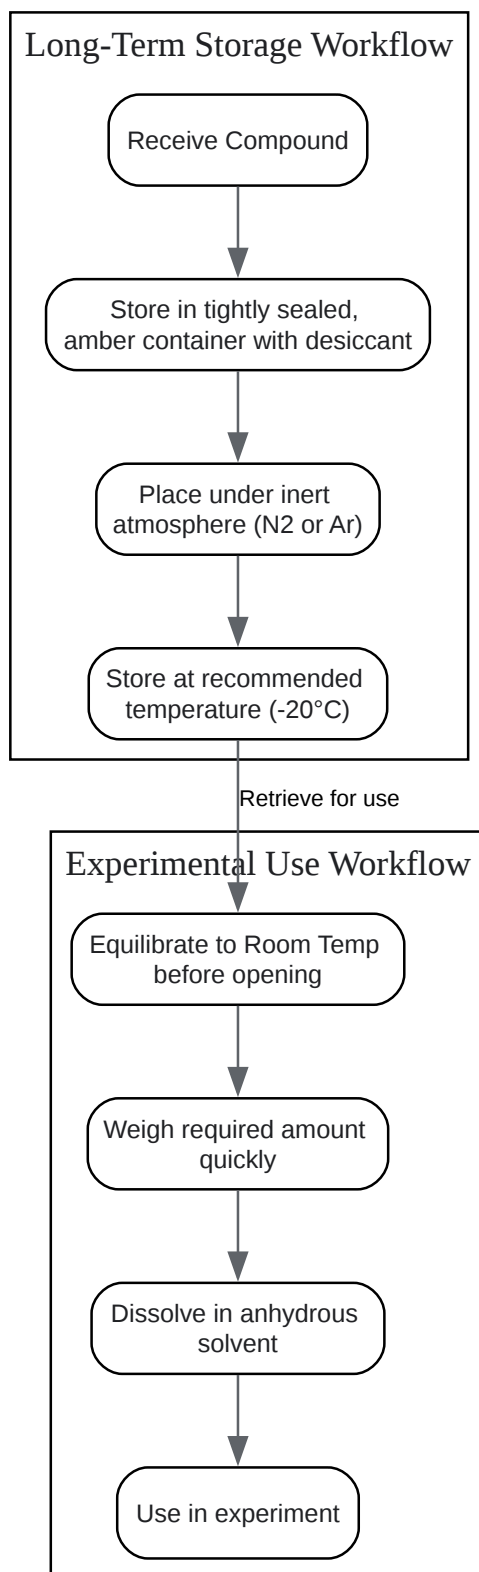 Long-Term Storage Workflow
Receive Compound
Store in tightly sealed,
amber container with desiccant
Place under inert
atmosphere (N2 or Ar)
Store at recommended
temperature (-20°C)
Retrieve for use
Experimental Use Workflow
Equilibrate to Room Temp
before opening
Weigh required amount
quickly
Dissolve in anhydrous
solvent
Use in experiment